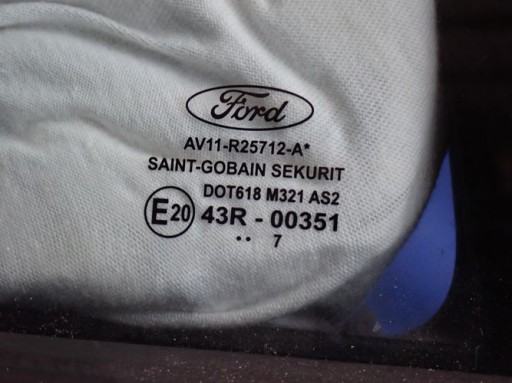 Ford
AV11-R25712-A*
SAINT-GOBAIN SEKURIT
DOT618 M321 AS2
E20 43R - 00351
•• 7